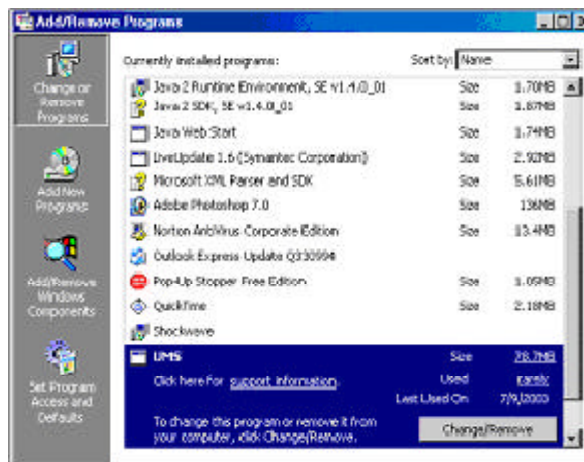 Add/Remove Programs
Currently installed programs:
Sort by: Name
Change or
Remove
Programs
Add New
Programs
Add/Remove
Windows
Components
Set Program
Access and
Defaults
Java 2 Runtime Environment, SE v1.4.0_01 Size 1.70MB
Java 2 SDK, SE v1.4.0_01 Size 1.87MB
Java Web Start Size 1.74MB
LiveUpdate 1.6 (Symantec Corporation) Size 2.92MB
Microsoft XML Parser and SDK Size 5.61MB
Adobe Photoshop 7.0 Size 136MB
Norton AntiVirus Corporate Edition Size 13.4MB
Outlook Express Update Q330994
Pop-Up Stopper Free Edition Size 1.09MB
QuickTime Size 2.18MB
Shockwave
UMS Size 78.7MB
Click here for support information. Used rarely
Last Used On 7/9/2003
To change this program or remove it from
your computer, click Change/Remove.
Change/Remove